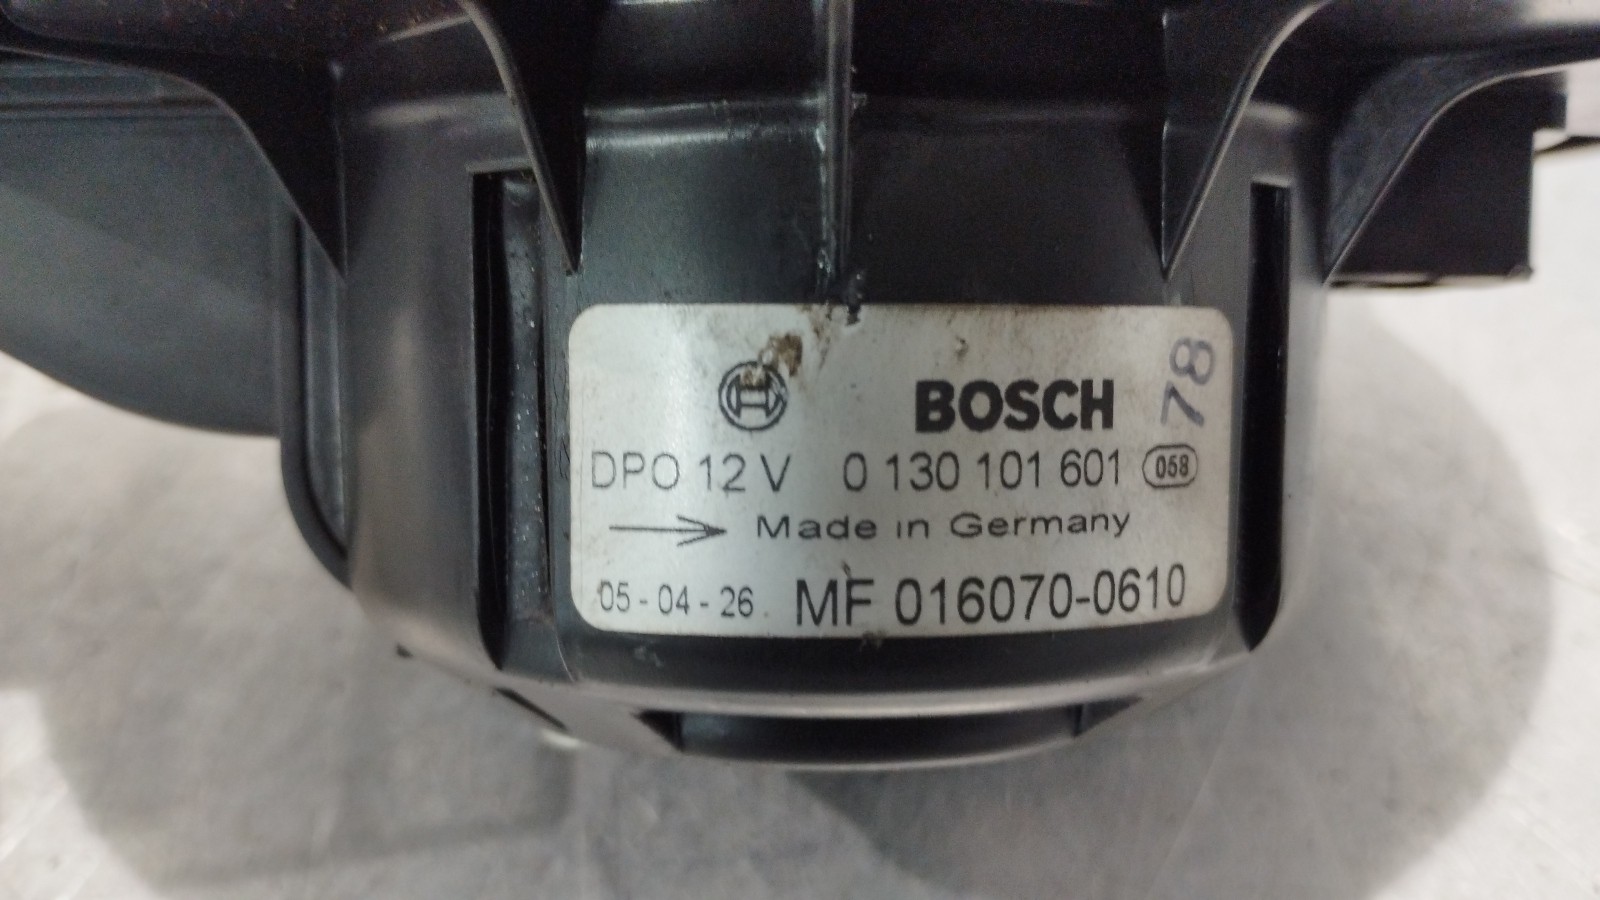 BOSCH 78
DPO 12 V 0 130 101 601 058
Made in Germany
05-04-26 MF 016070-0610